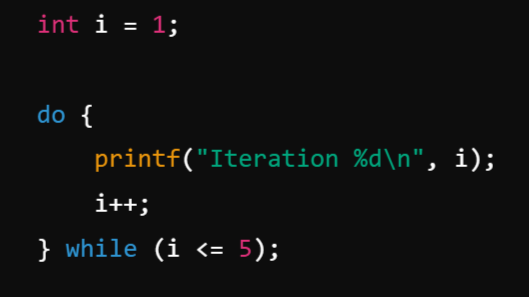 int i = 1;
do {
    printf("Iteration %d\n", i);
    i++;
} while (i <= 5);